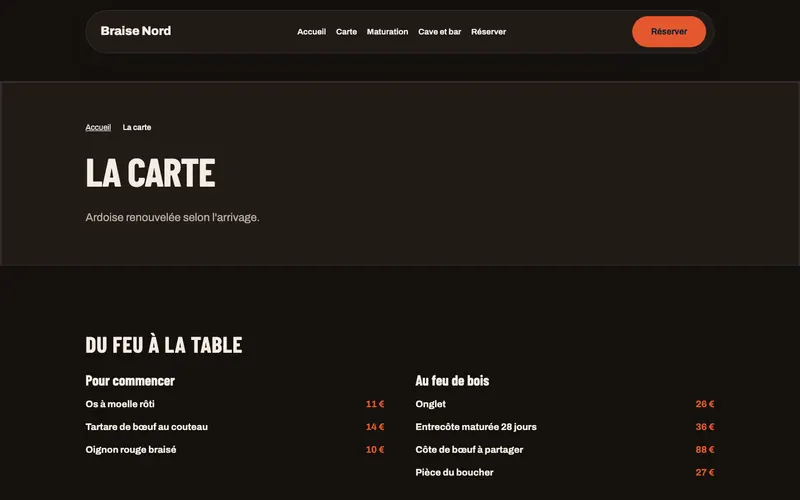 Braise Nord
Accueil Carte Maturation Cave et bar Réserver
Réserver
Accueil La carte
LA CARTE
Ardoise renouvelée selon l'arrivage.
DU FEU À LA TABLE
Pour commencer
Os à moelle rôti 11 €
Tartare de bœuf au couteau 14 €
Oignon rouge braisé 10 €
Au feu de bois
Onglet 26 €
Entrecôte maturée 28 jours 36 €
Côte de bœuf à partager 88 €
Pièce du boucher 27 €